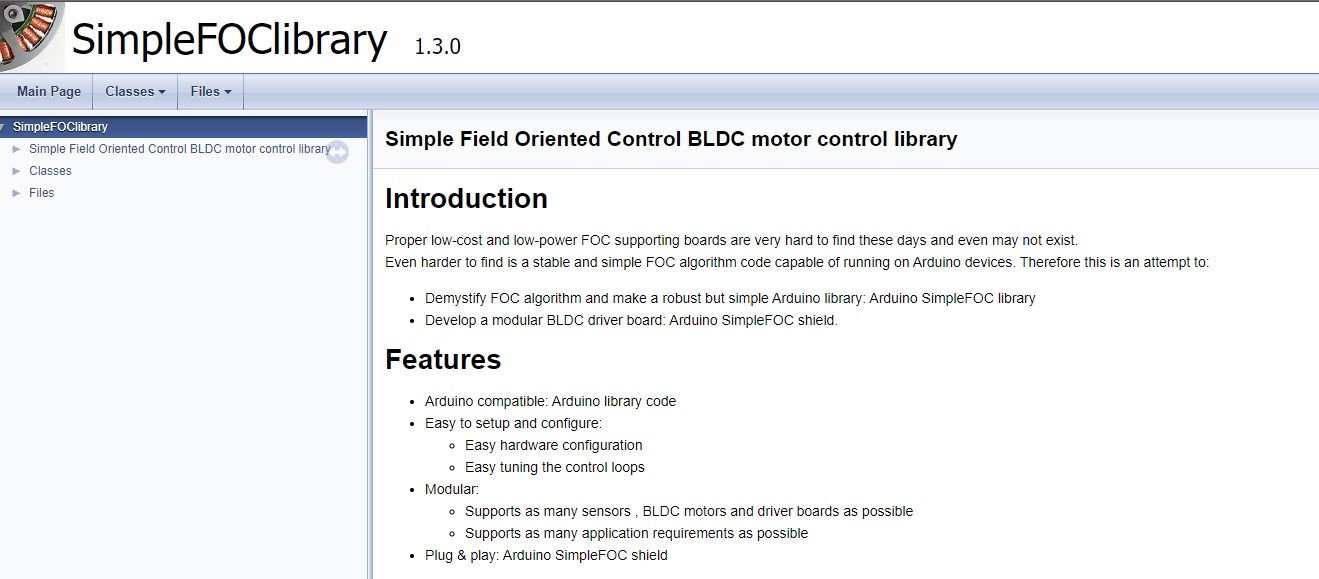 SimpleFOClibrary 1.3.0
Main Page Classes Files
SimpleFOClibrary
Simple Field Oriented Control BLDC motor control library
Classes
Files
Simple Field Oriented Control BLDC motor control library
Introduction
Proper low-cost and low-power FOC supporting boards are very hard to find these days and even may not exist.
Even harder to find is a stable and simple FOC algorithm code capable of running on Arduino devices. Therefore this is an attempt to:
• Demystify FOC algorithm and make a robust but simple Arduino library: Arduino SimpleFOC library
• Develop a modular BLDC driver board: Arduino SimpleFOC shield.
Features
• Arduino compatible: Arduino library code
• Easy to setup and configure:
◦ Easy hardware configuration
◦ Easy tuning the control loops
• Modular:
◦ Supports as many sensors , BLDC motors and driver boards as possible
◦ Supports as many application requirements as possible
• Plug & play: Arduino SimpleFOC shield